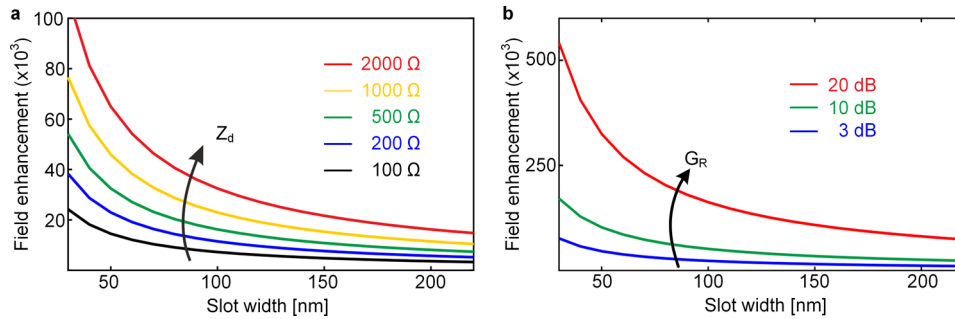 a
Field enhancement (x10³)
100
80
60
40
20
2000 Ω
1000 Ω
500 Ω
200 Ω
100 Ω
Z_d
50
100
150
200
Slot width [nm]
b
Field enhancement (x10³)
500
250
20 dB
10 dB
3 dB
G_R
50
100
150
200
Slot width [nm]